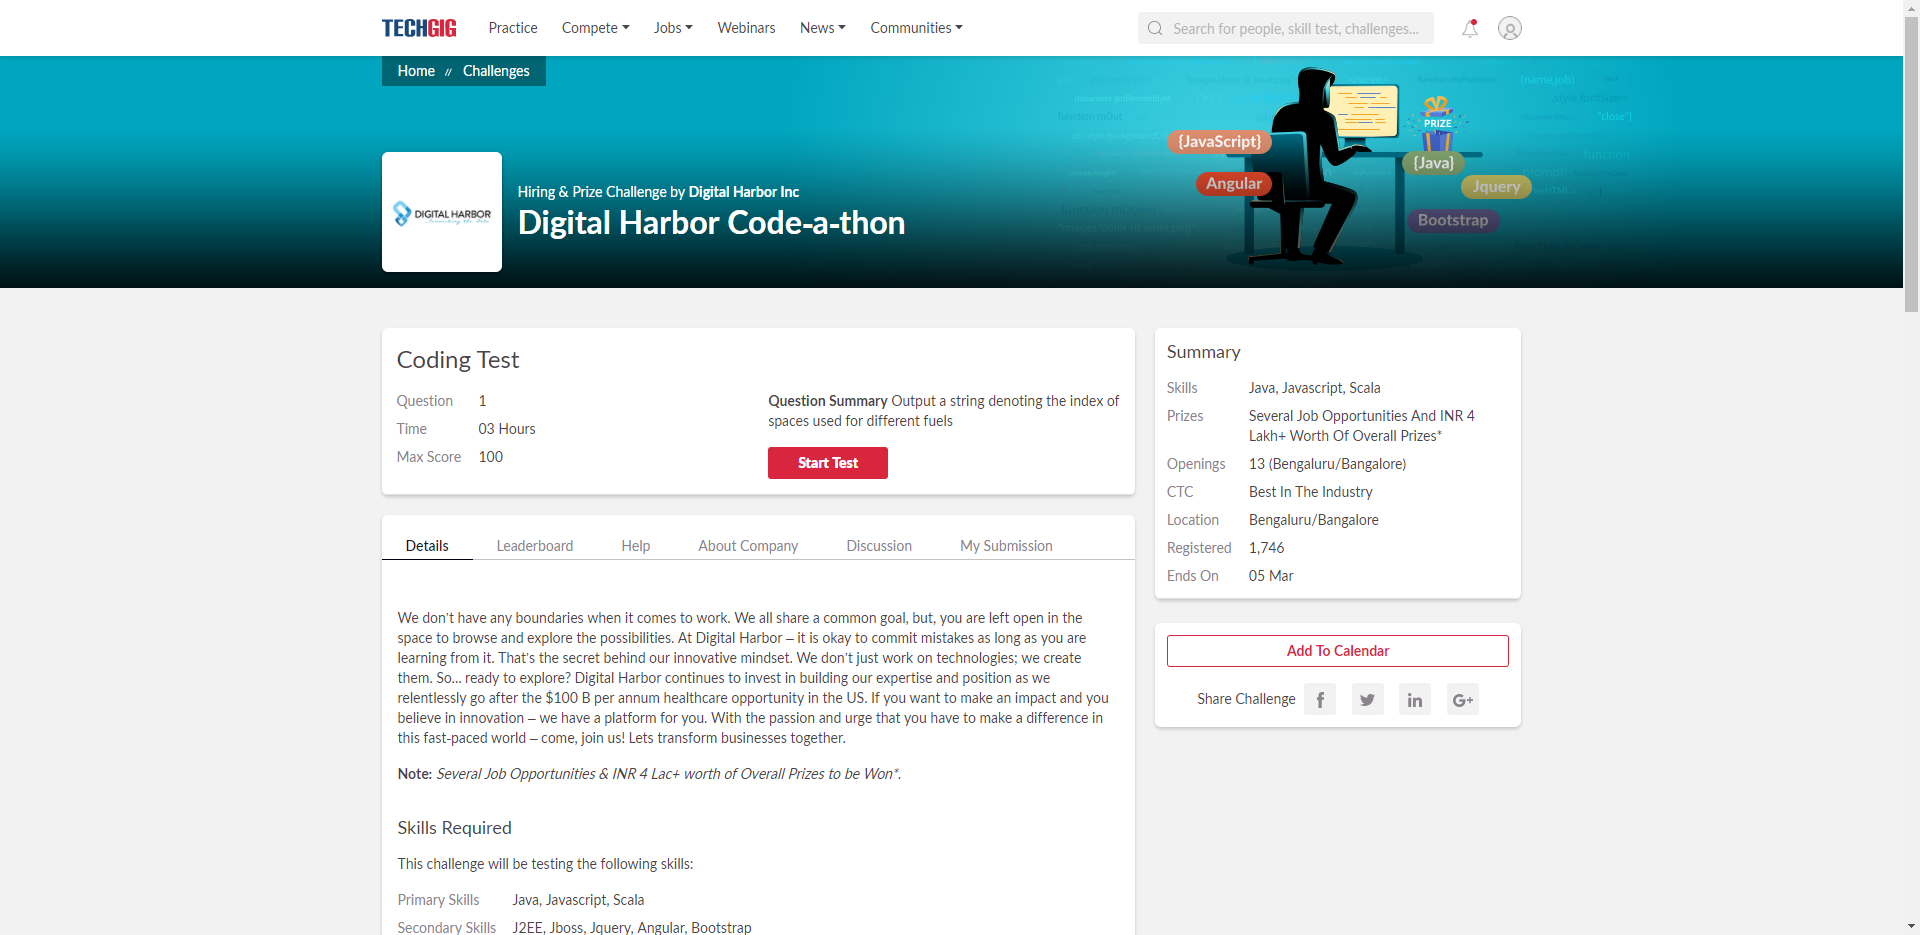 TECHGIG
Practice
Compete
Jobs
Webinars
News
Communities
Search for people, skill test, challenges...
Home // Challenges
DIGITAL HARBOR
Hiring & Prize Challenge by Digital Harbor Inc
Digital Harbor Code-a-thon
{JavaScript}
Angular
PRIZE
{Java}
Jquery
Bootstrap
{name,job}
"close"]
function
Coding Test
Question 1
Time 03 Hours
Max Score 100
Question Summary Output a string denoting the index of
spaces used for different fuels
Start Test
Details
Leaderboard
Help
About Company
Discussion
My Submission
We don't have any boundaries when it comes to work. We all share a common goal, but, you are left open in the
space to browse and explore the possibilities. At Digital Harbor – it is okay to commit mistakes as long as you are
learning from it. That's the secret behind our innovative mindset. We don't just work on technologies; we create
them. So... ready to explore? Digital Harbor continues to invest in building our expertise and position as we
relentlessly go after the $100 B per annum healthcare opportunity in the US. If you want to make an impact and you
believe in innovation – we have a platform for you. With the passion and urge that you have to make a difference in
this fast-paced world – come, join us! Lets transform businesses together.
Note: Several Job Opportunities & INR 4 Lac+ worth of Overall Prizes to be Won*.
Skills Required
This challenge will be testing the following skills:
Primary Skills Java, Javascript, Scala
Secondary Skills J2EE, Jboss, Jquery, Angular, Bootstrap
Summary
Skills Java, Javascript, Scala
Prizes Several Job Opportunities And INR 4
Lakh+ Worth Of Overall Prizes*
Openings 13 (Bengaluru/Bangalore)
CTC Best In The Industry
Location Bengaluru/Bangalore
Registered 1,746
Ends On 05 Mar
Add To Calendar
Share Challenge